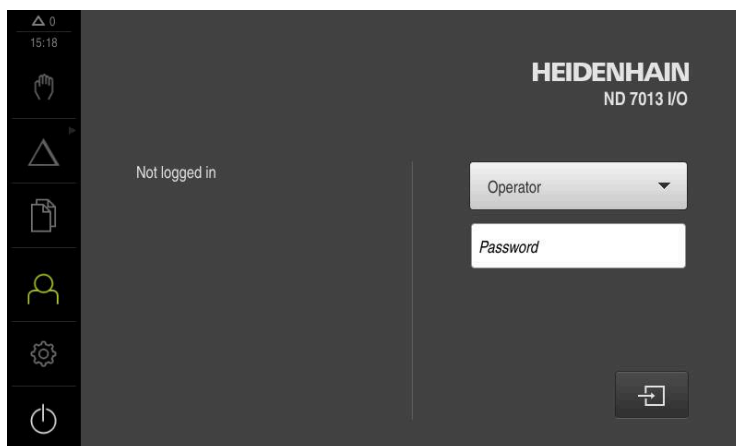 0
15:18
HEIDENHAIN
ND 7013 I/O
Not logged in
Operator
Password